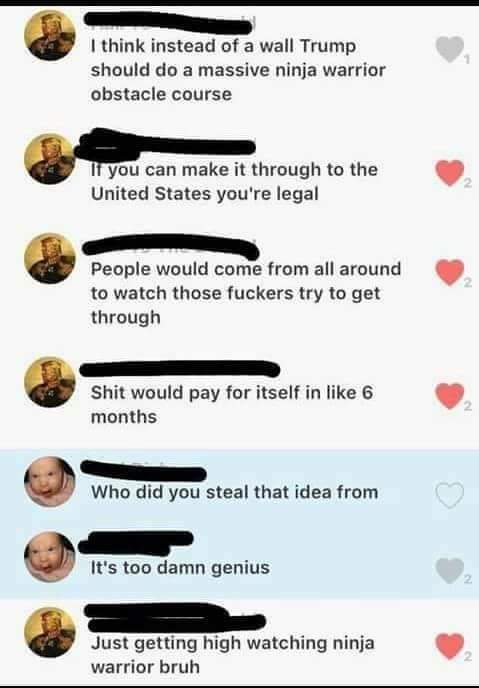 I think instead of a wall Trump
should do a massive ninja warrior
obstacle course
1
If you can make it through to the
United States you're legal
2
People would come from all around
to watch those fuckers try to get
through
2
Shit would pay for itself in like 6
months
2
Who did you steal that idea from
It's too damn genius
2
Just getting high watching ninja
warrior bruh
2